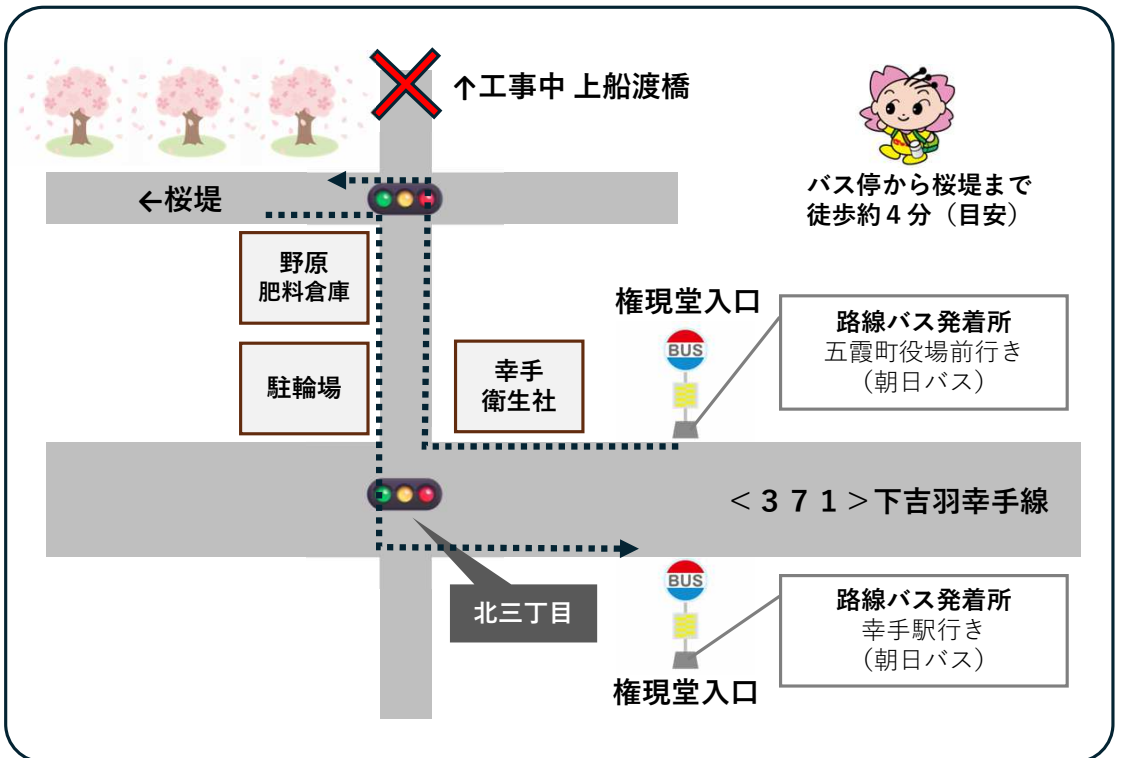 ↑工事中 上船渡橋
←桜堤
バス停から桜堤まで
徒歩約４分（目安）
野原
肥料倉庫
権現堂入口
BUS
路線バス発着所
五霞町役場前行き
（朝日バス）
駐輪場
幸手
衛生社
＜３７１＞下吉羽幸手線
北三丁目
BUS
権現堂入口
路線バス発着所
幸手駅行き
（朝日バス）